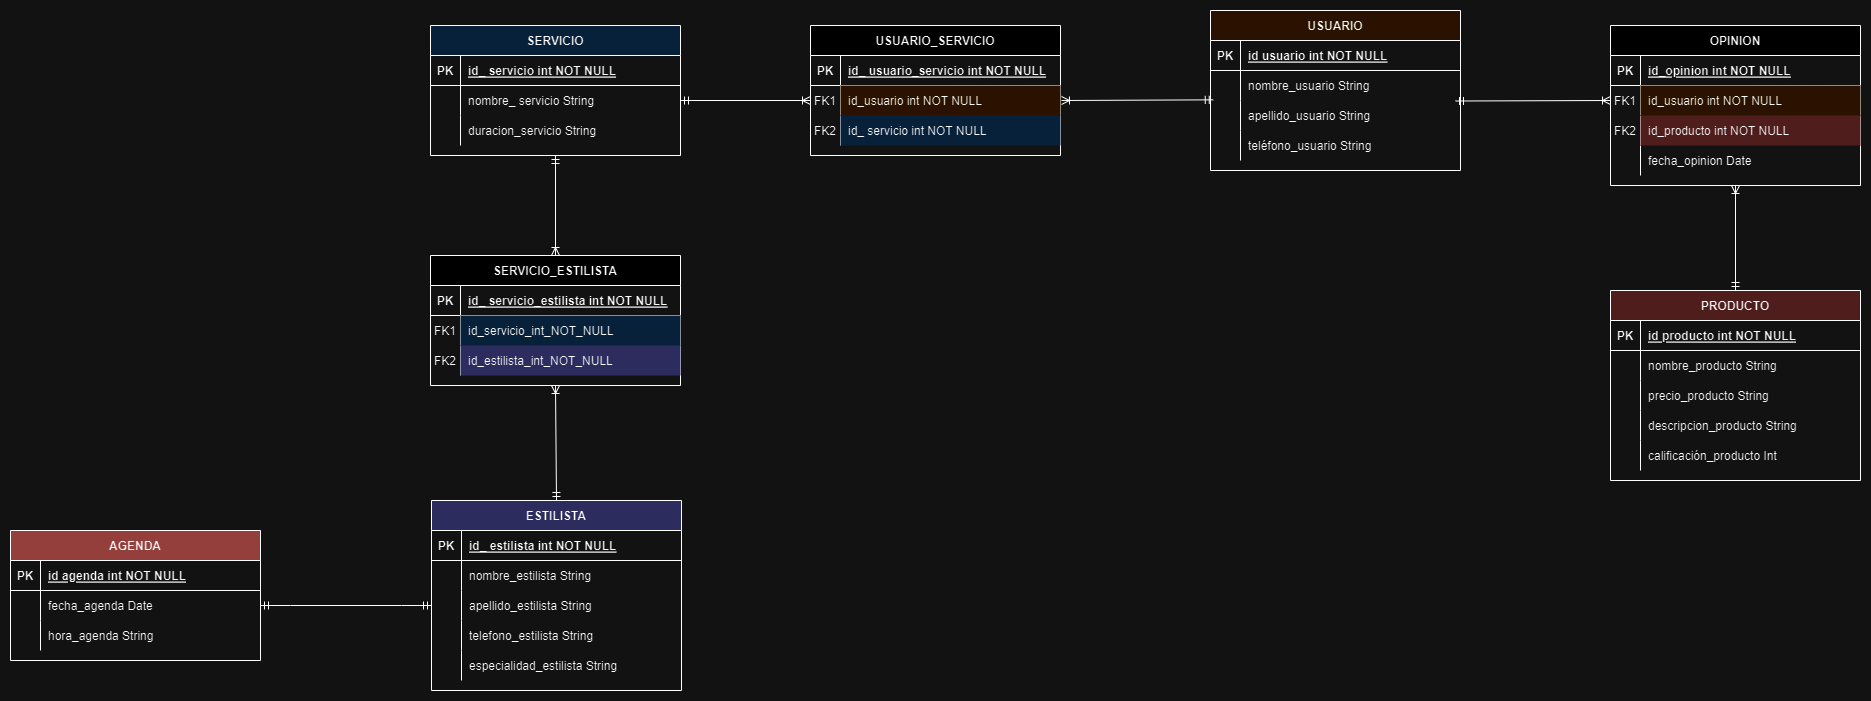 SERVICIO
PK id_ servicio int NOT NULL
nombre_ servicio String
duracion_servicio String
USUARIO_SERVICIO
PK id_ usuario_servicio int NOT NULL
FK1 id_usuario int NOT NULL
FK2 id_ servicio int NOT NULL
USUARIO
PK id usuario int NOT NULL
nombre_usuario String
apellido_usuario String
teléfono_usuario String
OPINION
PK id_opinion int NOT NULL
FK1 id_usuario int NOT NULL
FK2 id_producto int NOT NULL
fecha_opinion Date
SERVICIO_ESTILISTA
PK id_ servicio_estilista int NOT NULL
FK1 id_servicio_int_NOT_NULL
FK2 id_estilista_int_NOT_NULL
PRODUCTO
PK id producto int NOT NULL
nombre_producto String
precio_producto String
descripcion_producto String
calificación_producto Int
AGENDA
PK id agenda int NOT NULL
fecha_agenda Date
hora_agenda String
ESTILISTA
PK id_ estilista int NOT NULL
nombre_estilista String
apellido_estilista String
telefono_estilista String
especialidad_estilista String